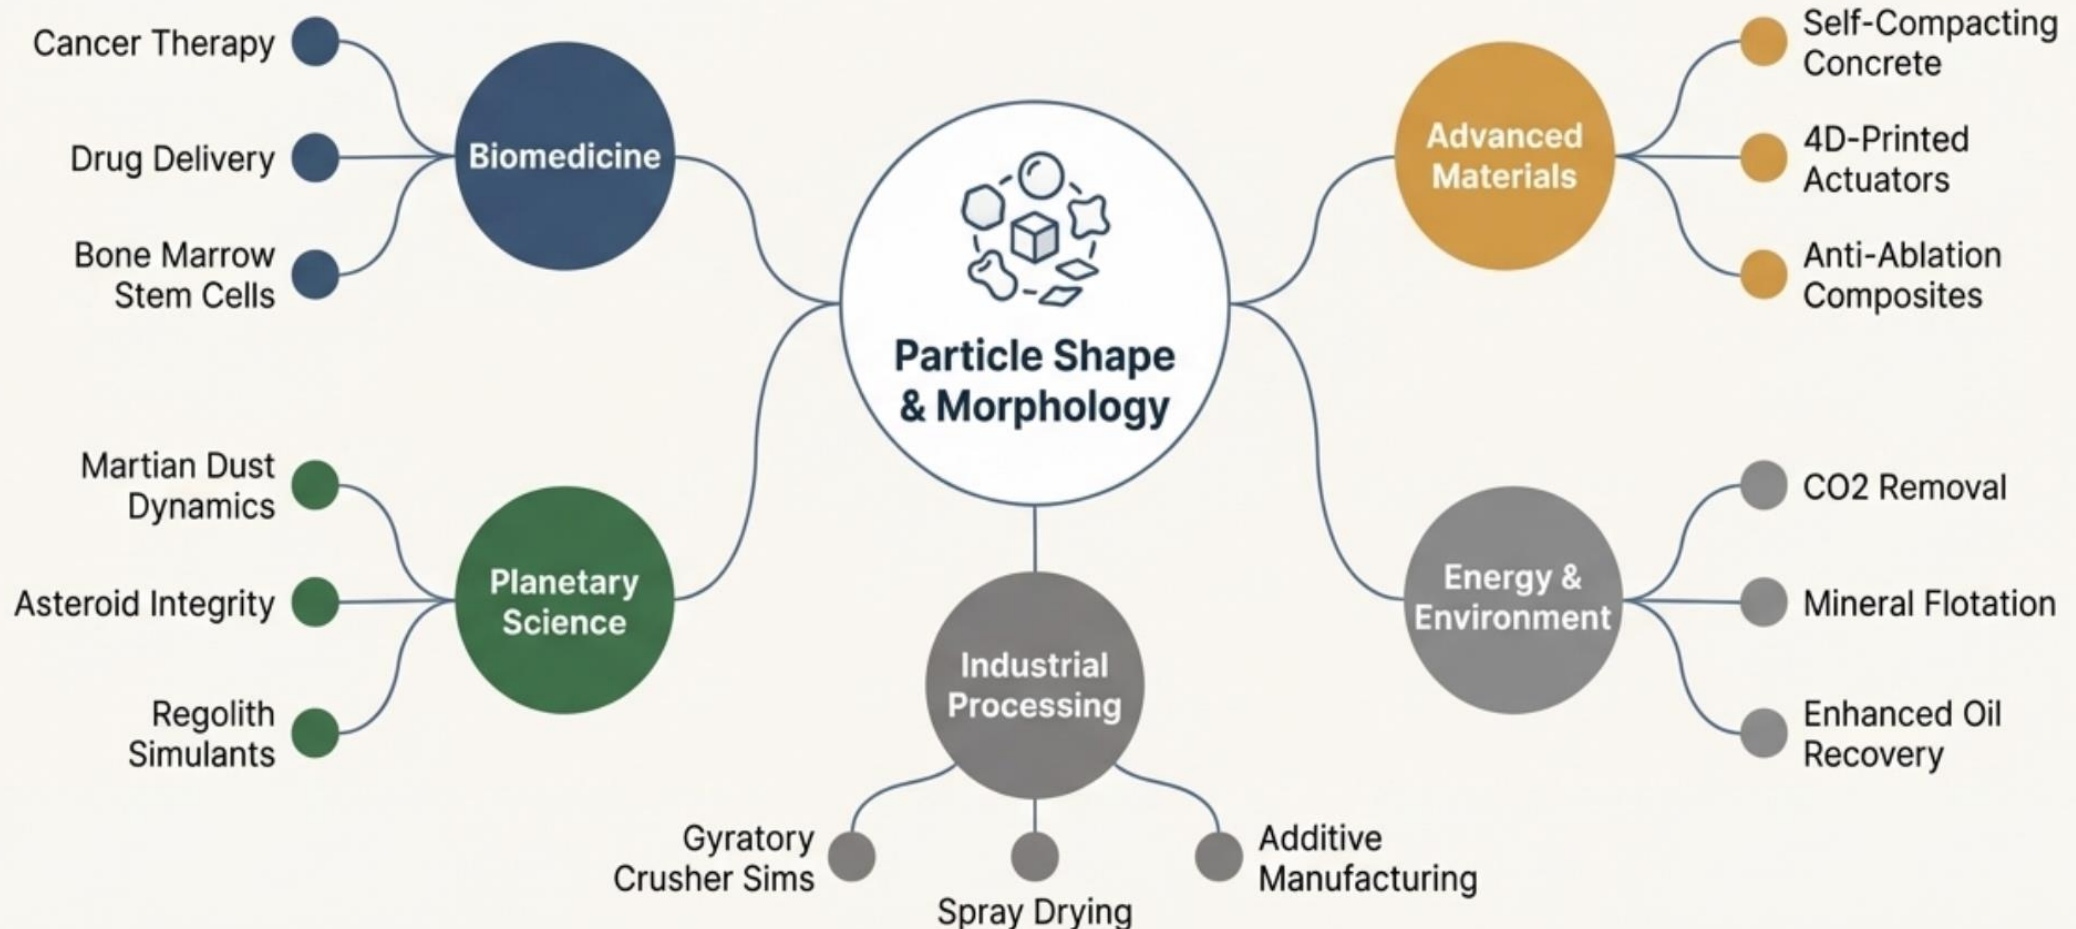 Cancer Therapy
Drug Delivery
Bone Marrow
Stem Cells
Biomedicine
Martian Dust
Dynamics
Asteroid Integrity
Regolith
Simulants
Planetary
Science
Particle Shape
& Morphology
Industrial
Processing
Gyratory
Crusher Sims
Spray Drying
Additive
Manufacturing
Advanced
Materials
Self-Compacting
Concrete
4D-Printed
Actuators
Anti-Ablation
Composites
Energy &
Environment
CO2 Removal
Mineral Flotation
Enhanced Oil
Recovery